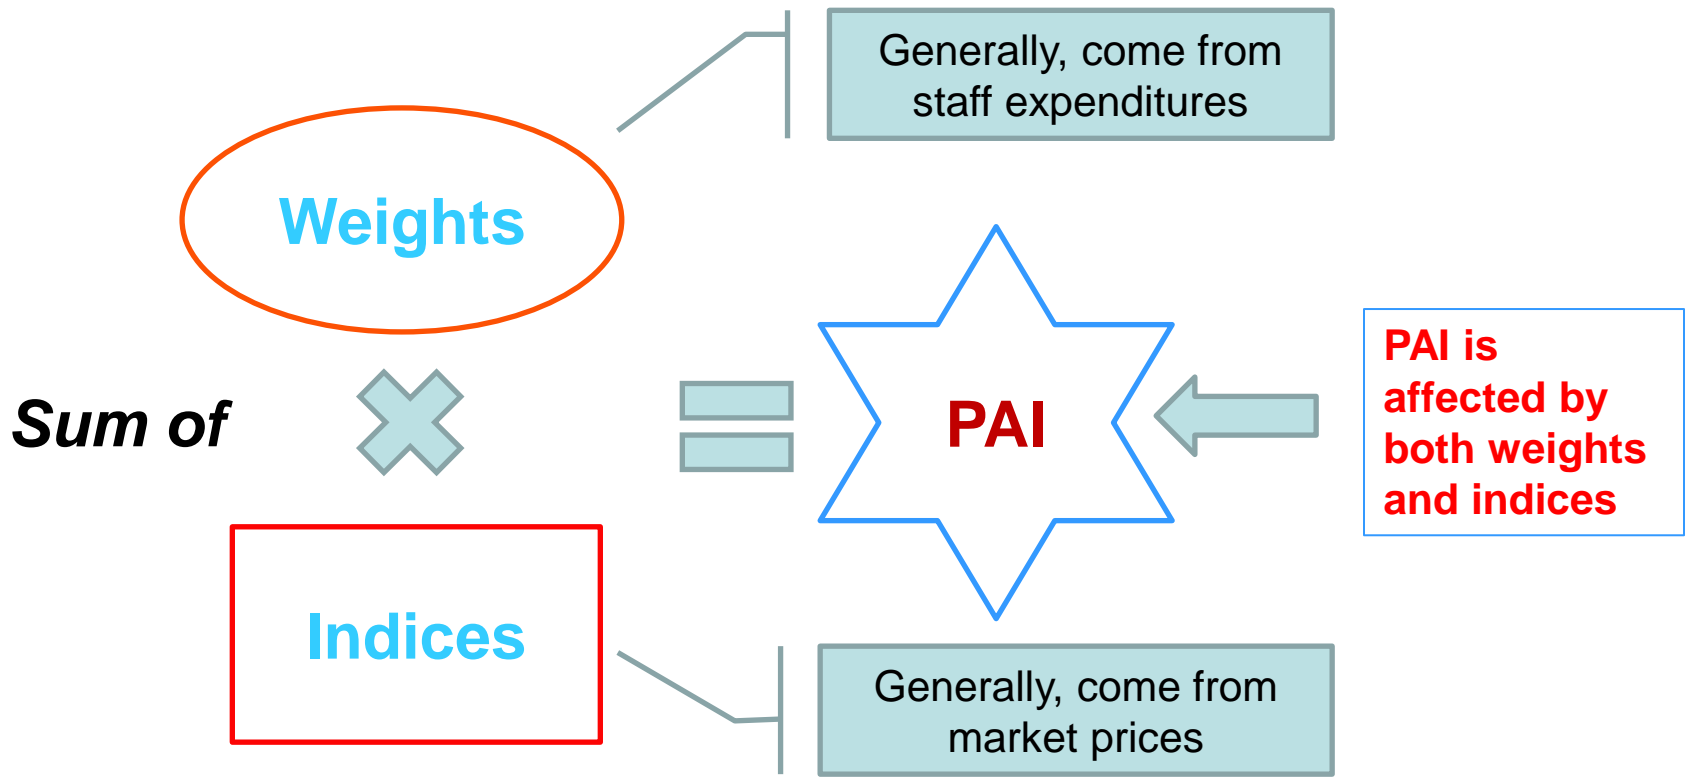 Generally, come from
staff expenditures
Weights
Sum of
PAI
PAI is
affected by
both weights
and indices
Indices
Generally, come from
market prices